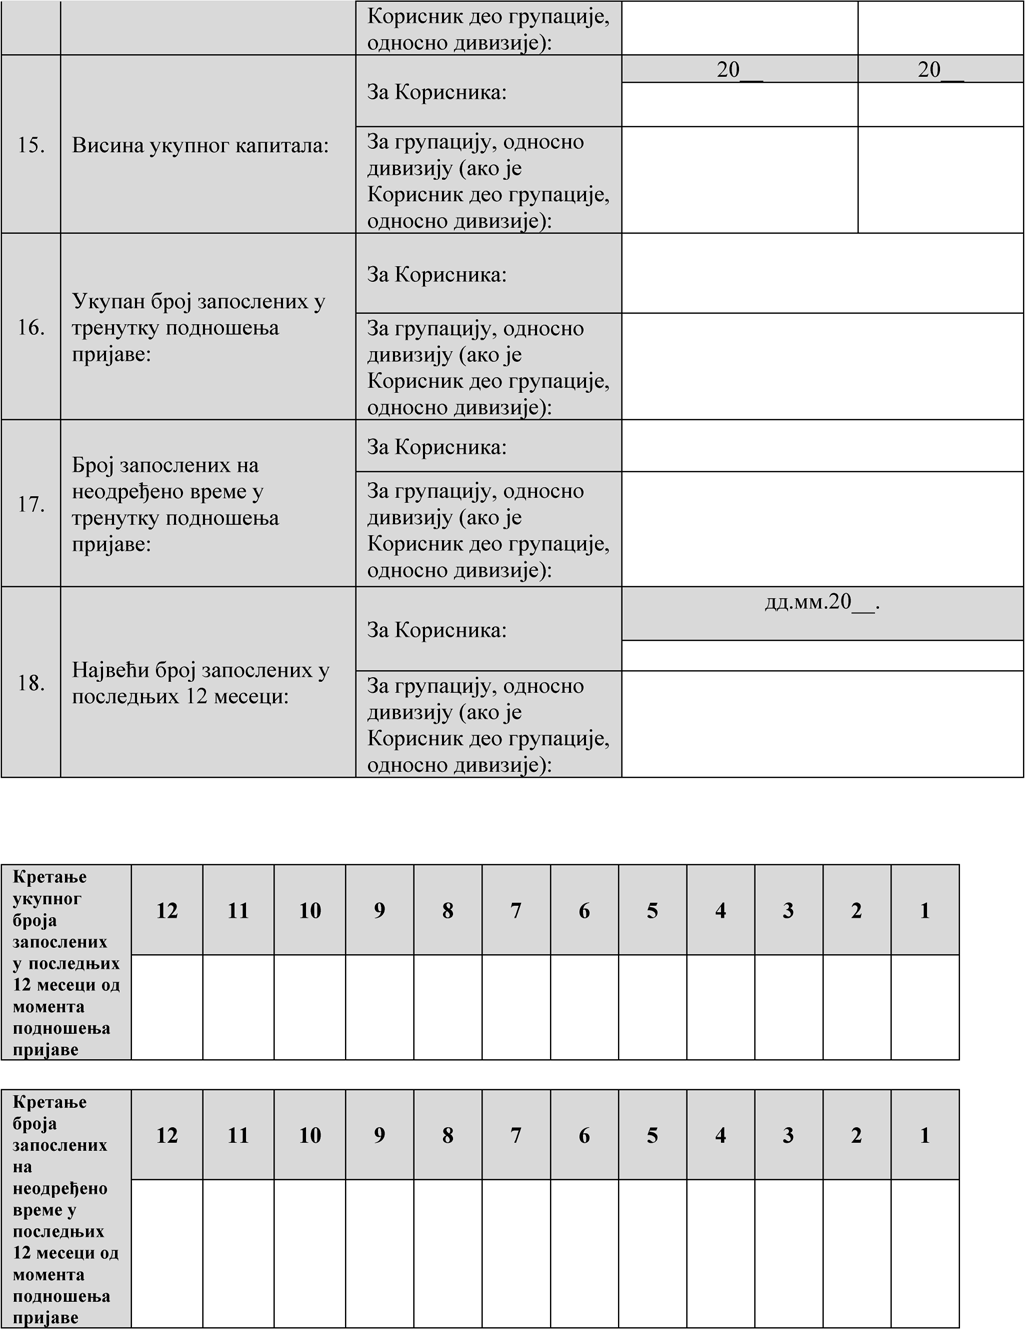 Корисник део групације,
односно дивизије):
15.
Висина укупног капитала:
За Корисника:
20__
20__
За групацију, односно
дивизију (ако је
Корисник део групације,
односно дивизије):
16.
Укупан број запослених у
тренутку подношења
пријаве:
За Корисника:
За групацију, односно
дивизију (ако је
Корисник део групације,
односно дивизије):
17.
Број запослених на
неодређено време у
тренутку подношења
пријаве:
За Корисника:
За групацију, односно
дивизију (ако је
Корисник део групације,
односно дивизије):
18.
Највећи број запослених у
последњих 12 месеци:
За Корисника:
дд.мм.20__.
За групацију, односно
дивизију (ако је
Корисник део групације,
односно дивизије):
Кретање
укупног
броја
запослених
у последњих
12 месеци од
момента
подношења
пријаве
12 11 10 9 8 7 6 5 4 3 2 1
Кретање
броја
запослених
на
неодређено
време у
последњих
12 месеци од
момента
подношења
пријаве
12 11 10 9 8 7 6 5 4 3 2 1